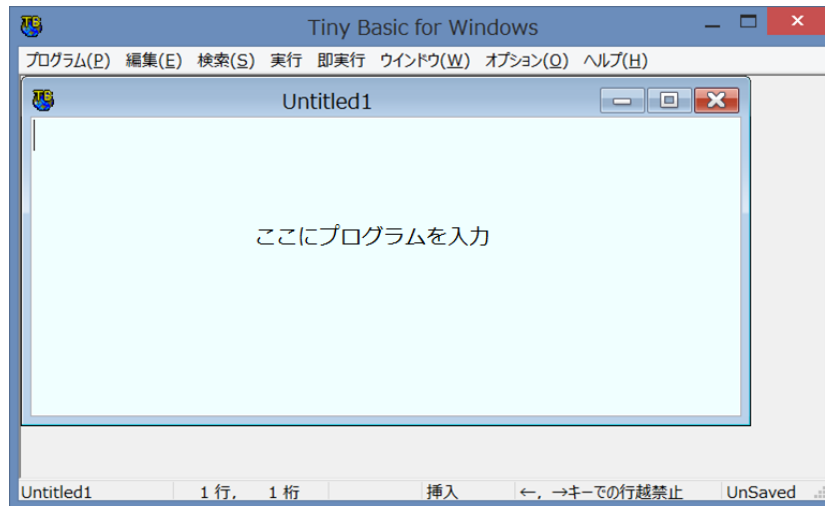 Tiny Basic for Windows
プログラム(P) 編集(E) 検索(S) 実行 即実行 ウインドウ(W) オプション(O) ヘルプ(H)
Untitled1
ここにプログラムを入力
Untitled1 1 行, 1 桁 挿入 ←, →キーでの行越禁止 UnSaved